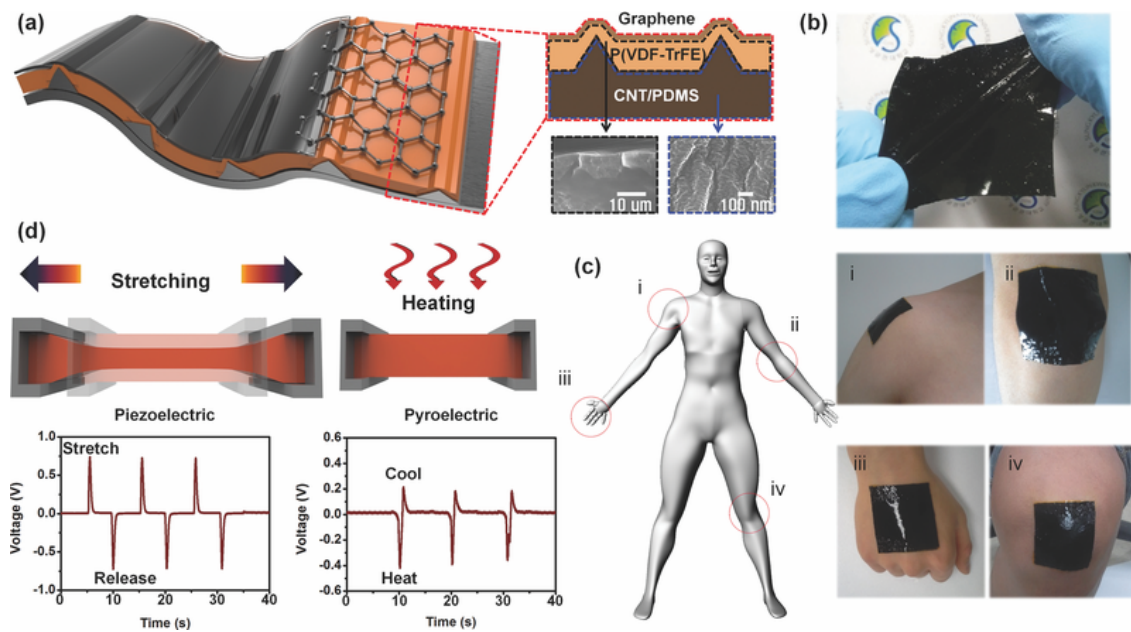 (a)
Graphene
P(VDF-TrFE)
CNT/PDMS
10 um
100 nm
(b)
(d)
Stretching
Heating
Piezoelectric
Pyroelectric
Voltage (V)
1.0
0.5
0.0
-0.5
-1.0
Stretch
Release
0 10 20 30 40
Time (s)
Voltage (V)
0.6
0.4
0.2
0.0
-0.2
-0.4
-0.6
Cool
Heat
0 10 20 30 40
Time (s)
(c)
i
ii
iii
iv
i
ii
iii
iv